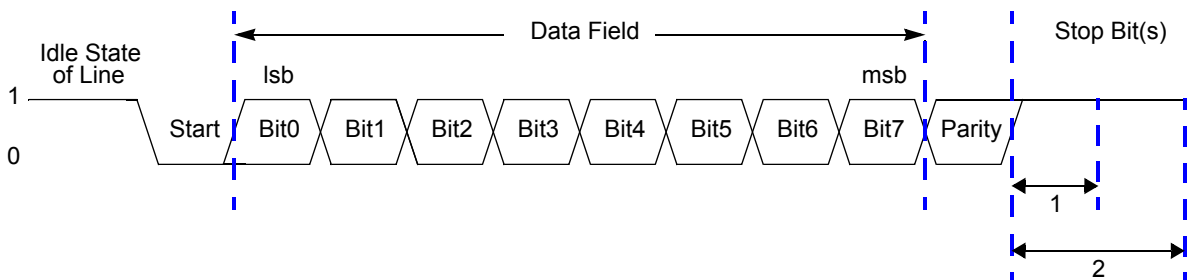 Data Field
Stop Bit(s)
Idle State
of Line
lsb
msb
1
Start
Bit0
Bit1
Bit2
Bit3
Bit4
Bit5
Bit6
Bit7
Parity
0
1
2